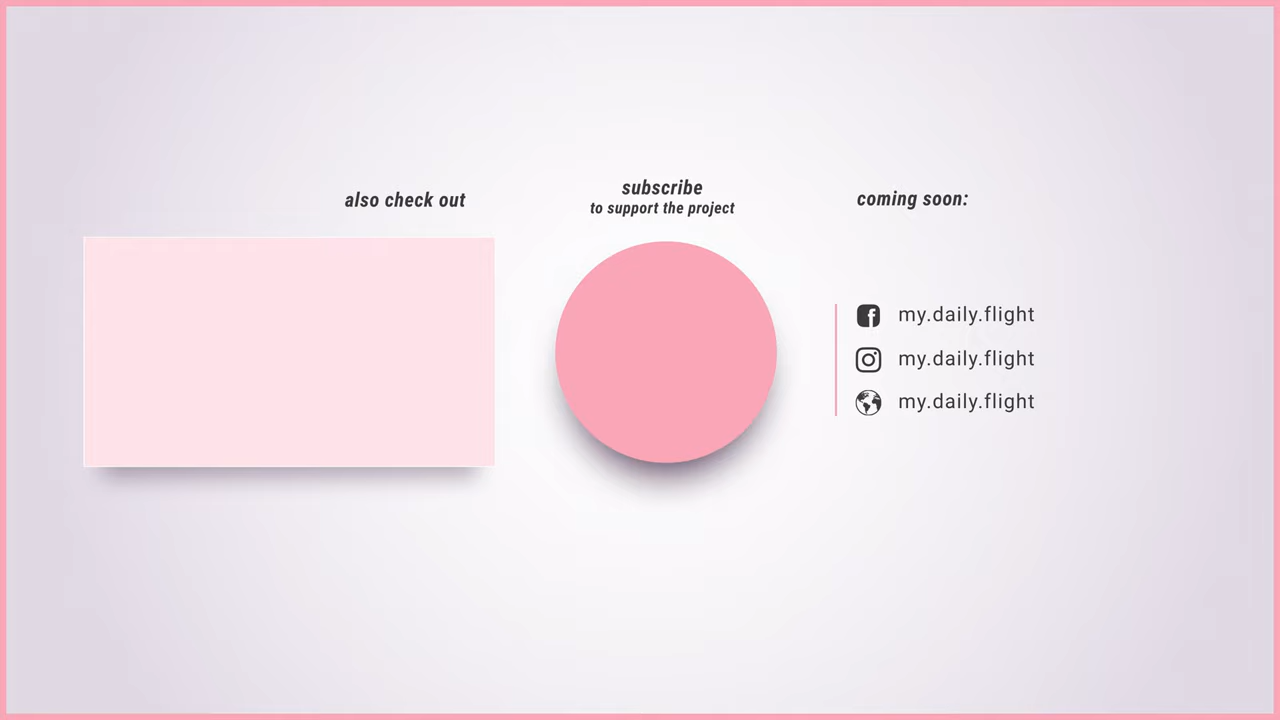 also check out
subscribe
to support the project
coming soon:
my.daily.flight
my.daily.flight
my.daily.flight